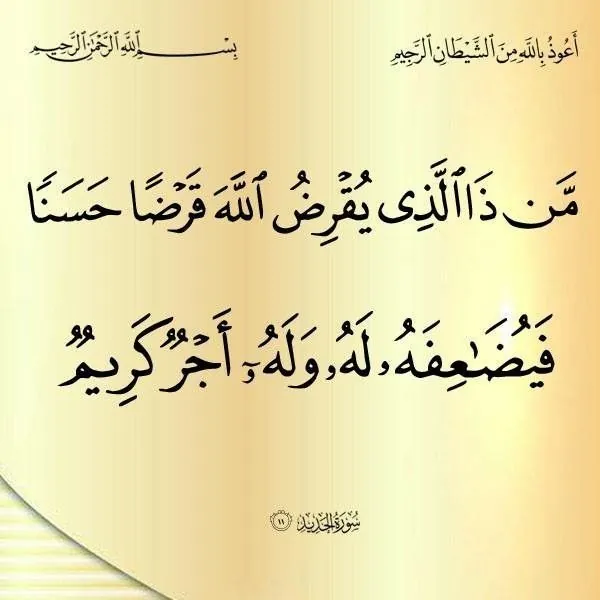 أَعُوذُ بِاللَّهِ مِنَ الشَّيْطَانِ الرَّجِيمِ
بِسْمِ اللَّهِ الرَّحْمَٰنِ الرَّحِيمِ
مَّن ذَا ٱلَّذِى يُقْرِضُ ٱللَّهَ قَرْضًا حَسَنًا
فَيُضَـٰعِفَهُۥ لَهُۥ وَلَهُۥٓ أَجْرٌ كَرِيمٌ
سُورَةُ الحَدِيد ١١